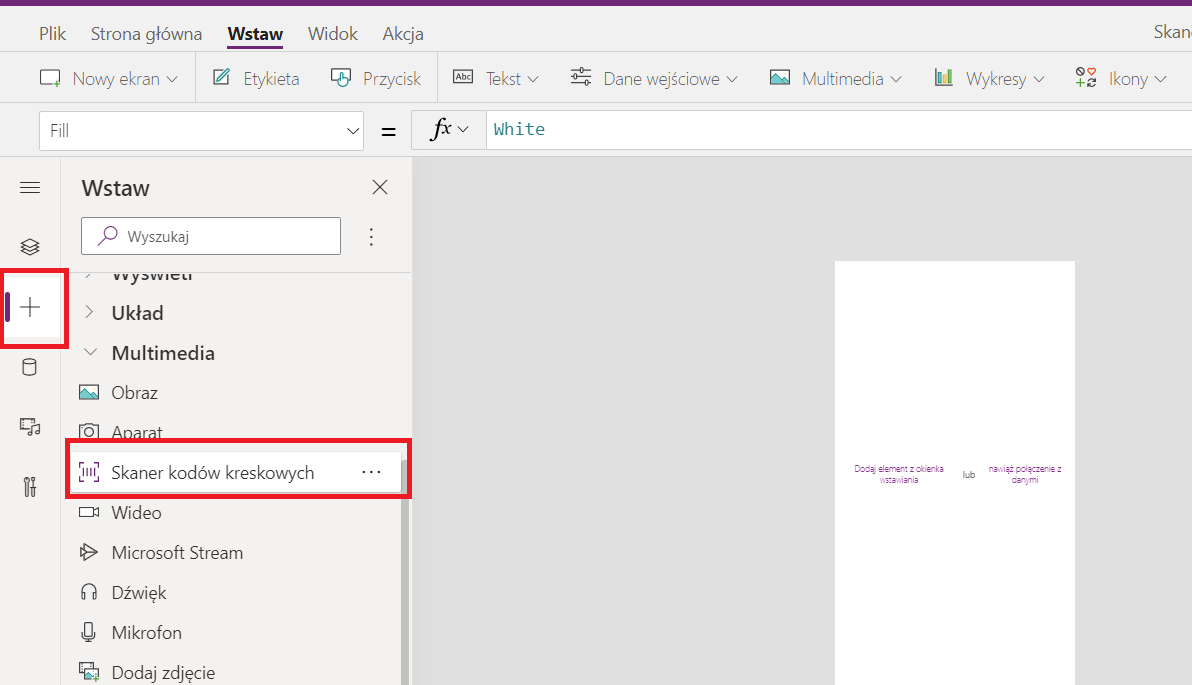 Plik Strona główna Wstaw Widok Akcja Skan
Nowy ekran Etykieta Przycisk Abc Tekst Dane wejściowe Multimedia Wykresy Ikony
Fill = fx White
Wstaw
Wyszukaj
Wyświetl
Układ
Multimedia
Obraz
Aparat
Skaner kodów kreskowych ...
Wideo
Microsoft Stream
Dźwięk
Mikrofon
Dodaj zdjęcie
Dodaj element z okienka wstawiania lub nawiąż połączenie z danymi